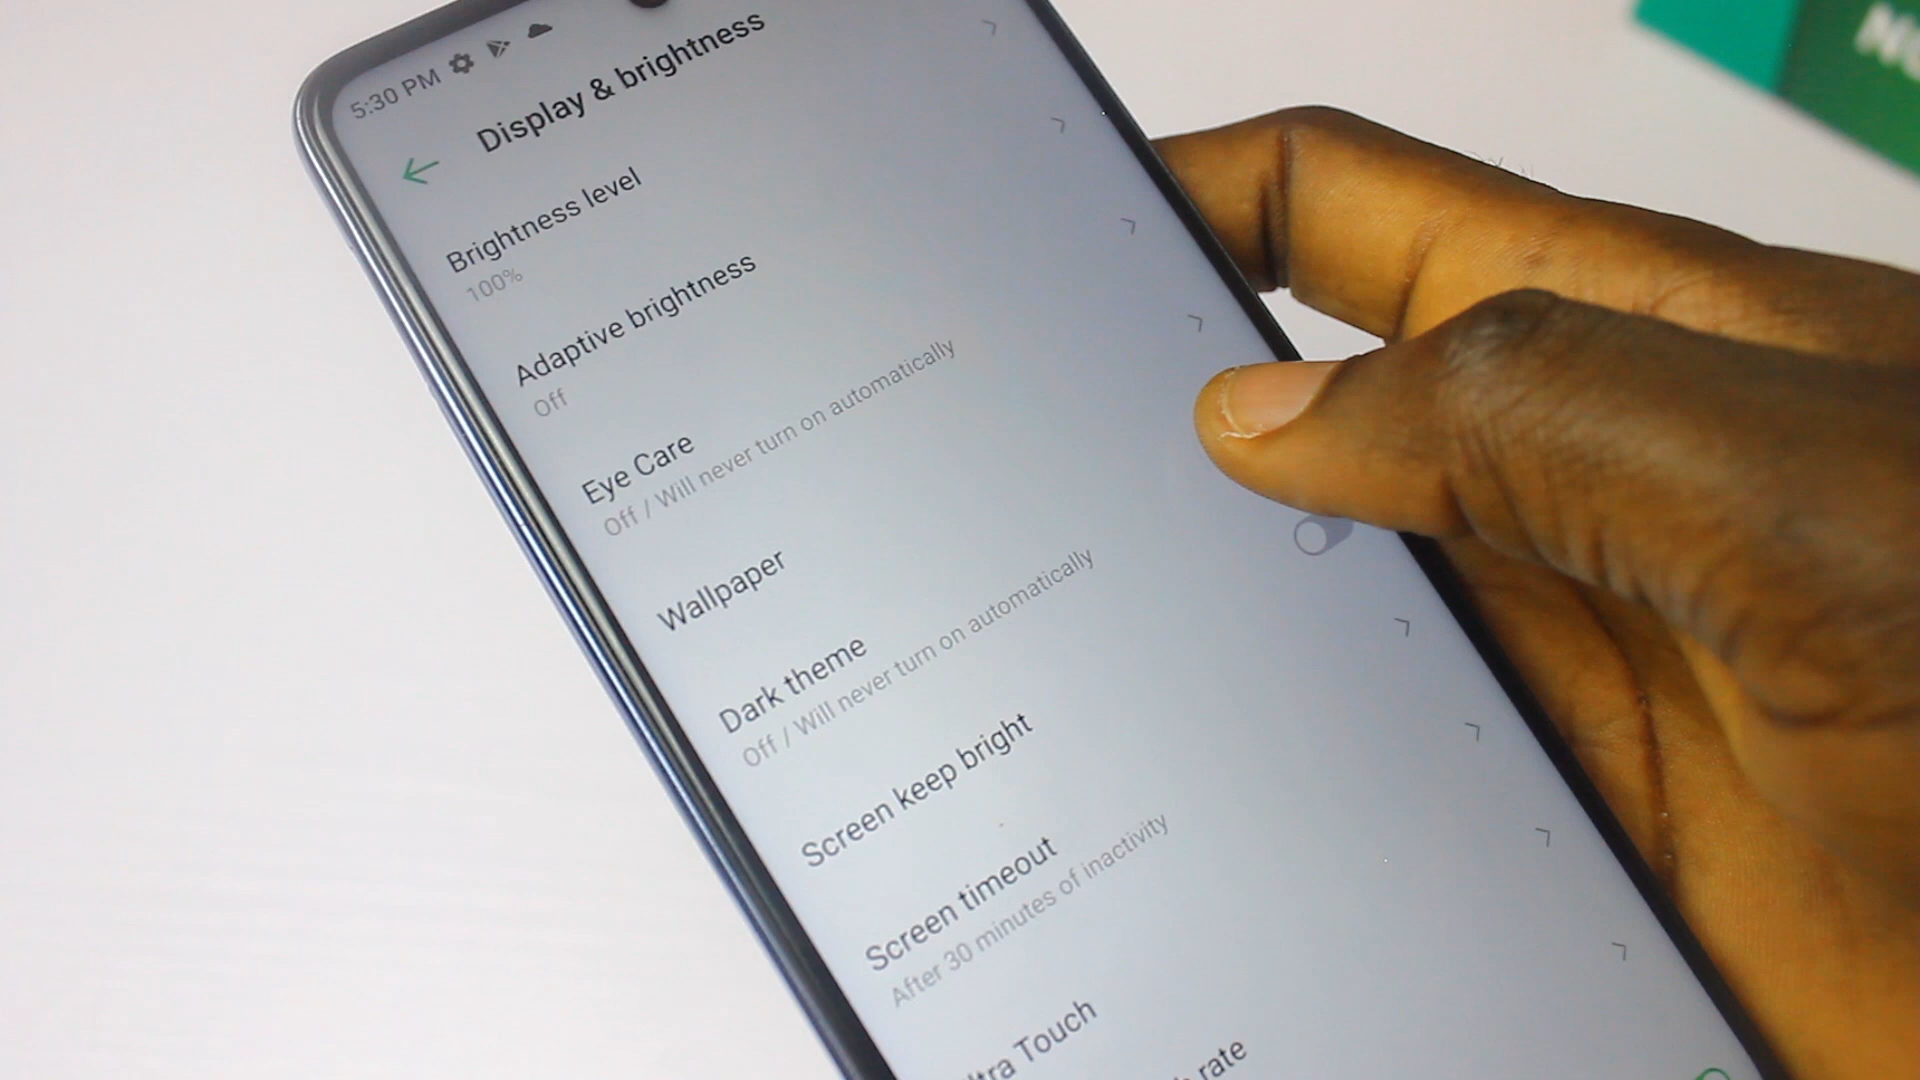 5:30 PM
Display & brightness
Brightness level
100%
Adaptive brightness
Off
Eye Care
Off / Will never turn on automatically
Wallpaper
Dark theme
Off / Will never turn on automatically
Screen keep bright
Screen timeout
After 30 minutes of inactivity
Touch
rate